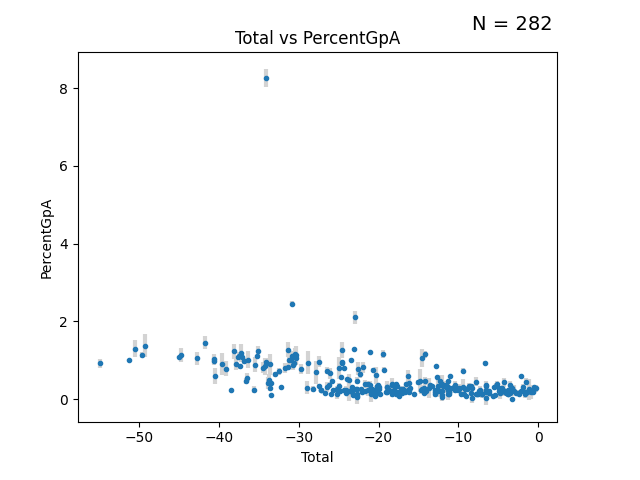 N = 282
Total vs PercentGpA
8
6
4
2
0
PercentGpA
−50 −40 −30 −20 −10 0
Total